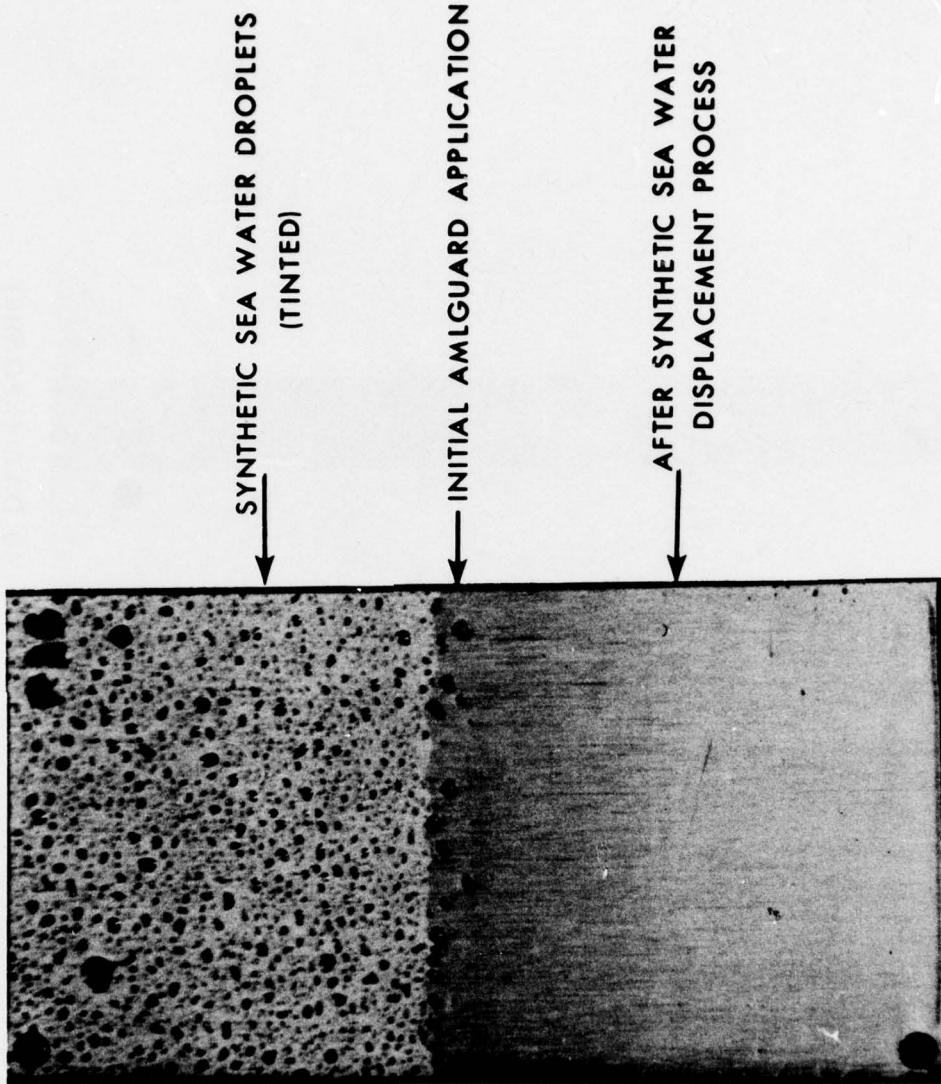 SYNTHETIC SEA WATER DROPLETS
(TINTED)
INITIAL AMLGUARD APPLICATION
AFTER SYNTHETIC SEA WATER
DISPLACEMENT PROCESS